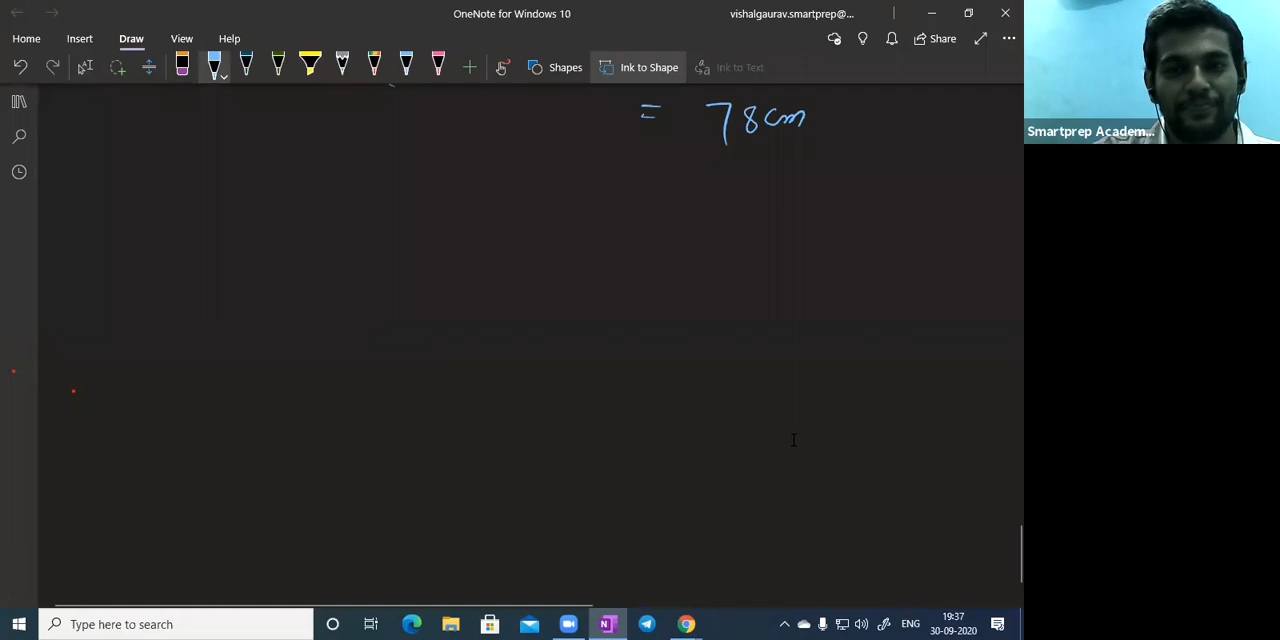 OneNote for Windows 10
vishalgaurav.smartprep@...
Home Insert Draw View Help
Share
Shapes
Ink to Shape
Ink to Text
= 78cm
Smartprep Academ...
Type here to search
ENG
19:37
30-09-2020